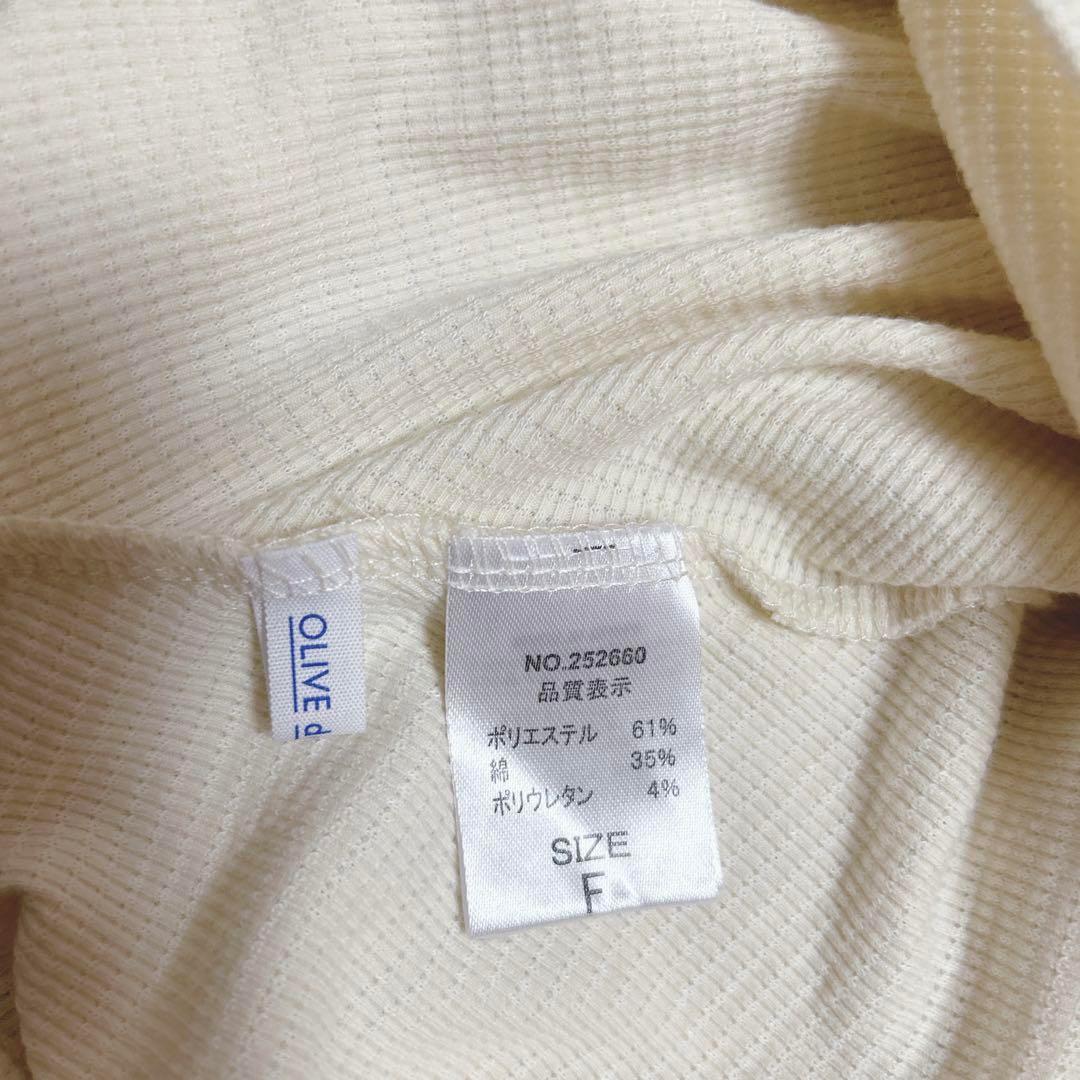 OLIVE d
NO.252660
品質表示
ポリエステル 61%
綿 35%
ポリウレタン 4%
SIZE
F